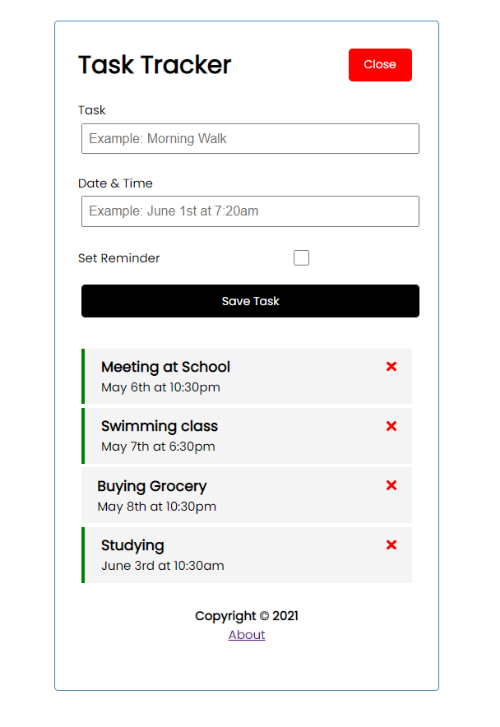 Task Tracker
Close
Task
Example: Morning Walk
Date & Time
Example: June 1st at 7:20am
Set Reminder
Save Task
Meeting at School
May 6th at 10:30pm
Swimming class
May 7th at 6:30pm
Buying Grocery
May 8th at 10:30pm
Studying
June 3rd at 10:30am
Copyright © 2021
About